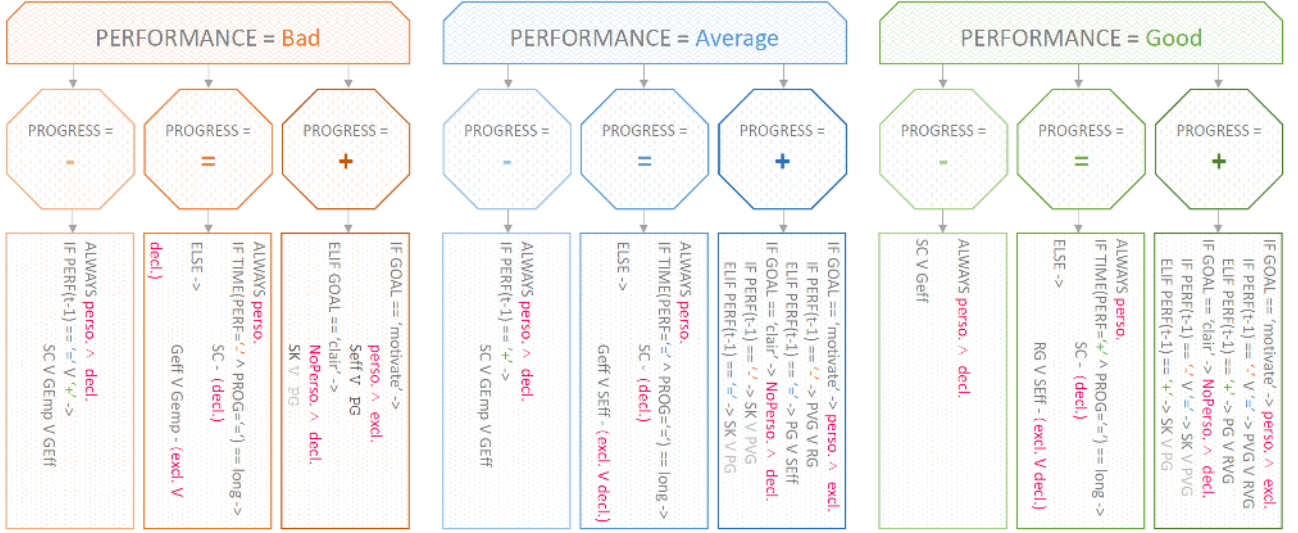 PERFORMANCE = Bad
PROGRESS =
-
PROGRESS =
=
PROGRESS =
+
ALWAYS perso. ^ decl.
IF PERF(t-1) == '=' V '+' ->
SC V GEmp V GEff
ALWAYS perso.
IF TIME(PERF='-' ^ PROG='=') == long ->
SC - (decl.)
ELSE ->
Geff V Gemp - (excl. V
decl.)
IF GOAL == 'motivate' ->
perso. ^ excl.
Seff V PG
ELIF GOAL == 'clair' ->
NoPerso. ^ decl.
SK V PG
PERFORMANCE = Average
PROGRESS =
-
PROGRESS =
=
PROGRESS =
+
ALWAYS perso. ^ decl.
IF PERF(t-1) == '+' ->
SC V GEmp V GEff
ALWAYS perso.
IF TIME(PERF='=' ^ PROG='=') == long ->
SC - (decl.)
ELSE ->
Geff V SEff - (excl. V decl.)
IF GOAL == 'motivate' -> perso. ^ excl.
IF PERF(t-1) == '-' -> PVG V RG
ELIF PERF(t-1) == '=' -> PG V SEff
IF GOAL == 'clair' -> NoPerso. ^ decl.
IF PERF(t-1) == '-' -> SK V PVG
ELIF PERF(t-1) == '=' -> SK V PG
PERFORMANCE = Good
PROGRESS =
-
PROGRESS =
=
PROGRESS =
+
ALWAYS perso. ^ decl.
SC V Geff
ALWAYS perso.
IF TIME(PERF='+' ^ PROG='=') == long ->
SC - (decl.)
ELSE ->
RG V SEff - (excl. V decl.)
IF GOAL == 'motivate' -> perso. ^ excl.
IF PERF(t-1) == '-' V '=' -> PVG V RVG
ELIF PERF(t-1) == '+' -> PG V RVG
IF GOAL == 'clair' -> NoPerso. ^ decl.
IF PERF(t-1) == '-' V '=' -> SK V PVG
ELIF PERF(t-1) == '+' -> SK V PG